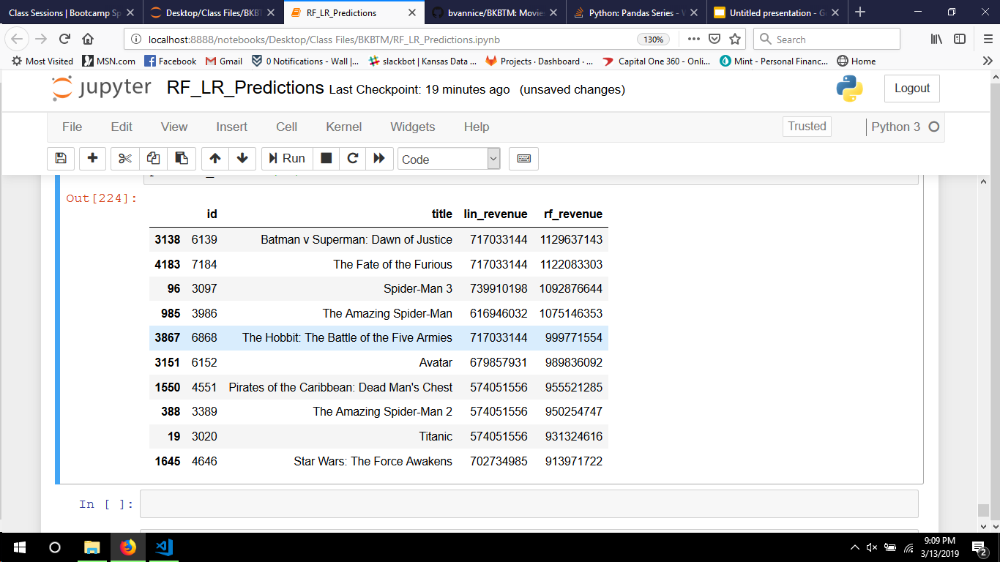 Class Sessions | Bootcamp Sp
Desktop/Class Files/BKBT
RF_LR_Predictions
bvannice/BKBTM: Movie
Python: Pandas Series - W
Untitled presentation - G
localhost:8888/notebooks/Desktop/Class Files/BKBTM/RF_LR_Predictions.ipynb
130%
Search
Most Visited
MSN.com
Facebook
Gmail
0 Notifications - Wall |...
slackbot | Kansas Data ...
Projects · Dashboard · ...
Capital One 360 - Onli...
Mint - Personal Financ...
Home
jupyter RF_LR_Predictions Last Checkpoint: 19 minutes ago (unsaved changes)
Logout
File Edit View Insert Cell Kernel Widgets Help
Trusted
Python 3
Run
Code
Out[224]:
id title lin_revenue rf_revenue
3138 6139 Batman v Superman: Dawn of Justice 717033144 1129637143
4183 7184 The Fate of the Furious 717033144 1122083303
96 3097 Spider-Man 3 739910198 1092876644
985 3986 The Amazing Spider-Man 616946032 1075146353
3867 6868 The Hobbit: The Battle of the Five Armies 717033144 999771554
3151 6152 Avatar 679857931 989836092
1550 4551 Pirates of the Caribbean: Dead Man's Chest 574051556 955521285
388 3389 The Amazing Spider-Man 2 574051556 950254747
19 3020 Titanic 574051556 931324616
1645 4646 Star Wars: The Force Awakens 702734985 913971722
In [ ]:
9:09 PM
3/13/2019
2